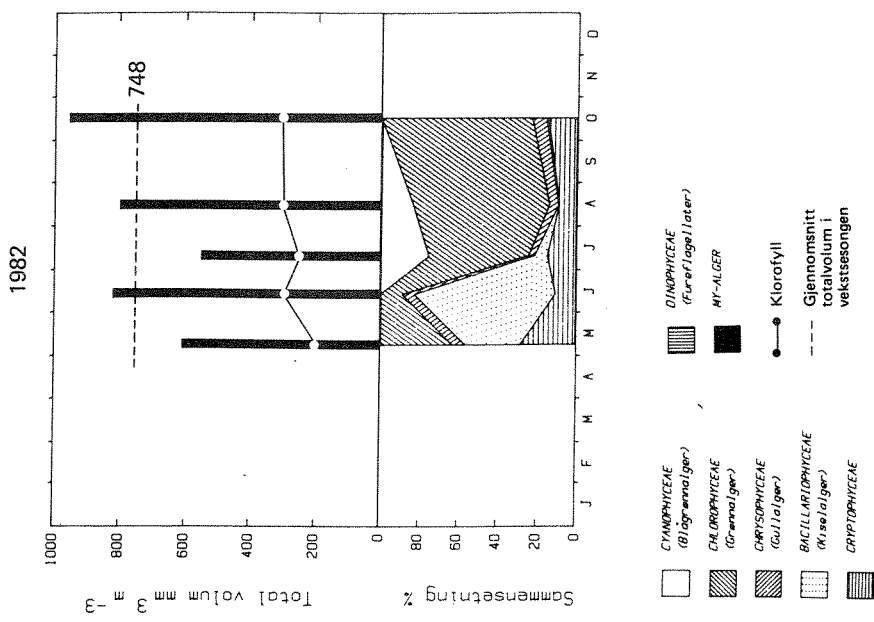 1982
748
1000
800
600
400
200
0
Total volum mm³ m⁻³
80
60
40
20
0
Sammensetning %
J F M A M J J A S O N D
CYANOPHYCEAE
(Blågrønnalger)
CHLOROPHYCEAE
(Grønnalger)
CHRYSOPHYCEAE
(Gullalger)
BACILLARIOPHYCEAE
(Kiselalger)
CRYPTOPHYCEAE
DINOPHYCEAE
(Fureflagellater)
MY-ALGER
Klorofyll
Gjennomsnitt
totalvolum i
vekstsesongen